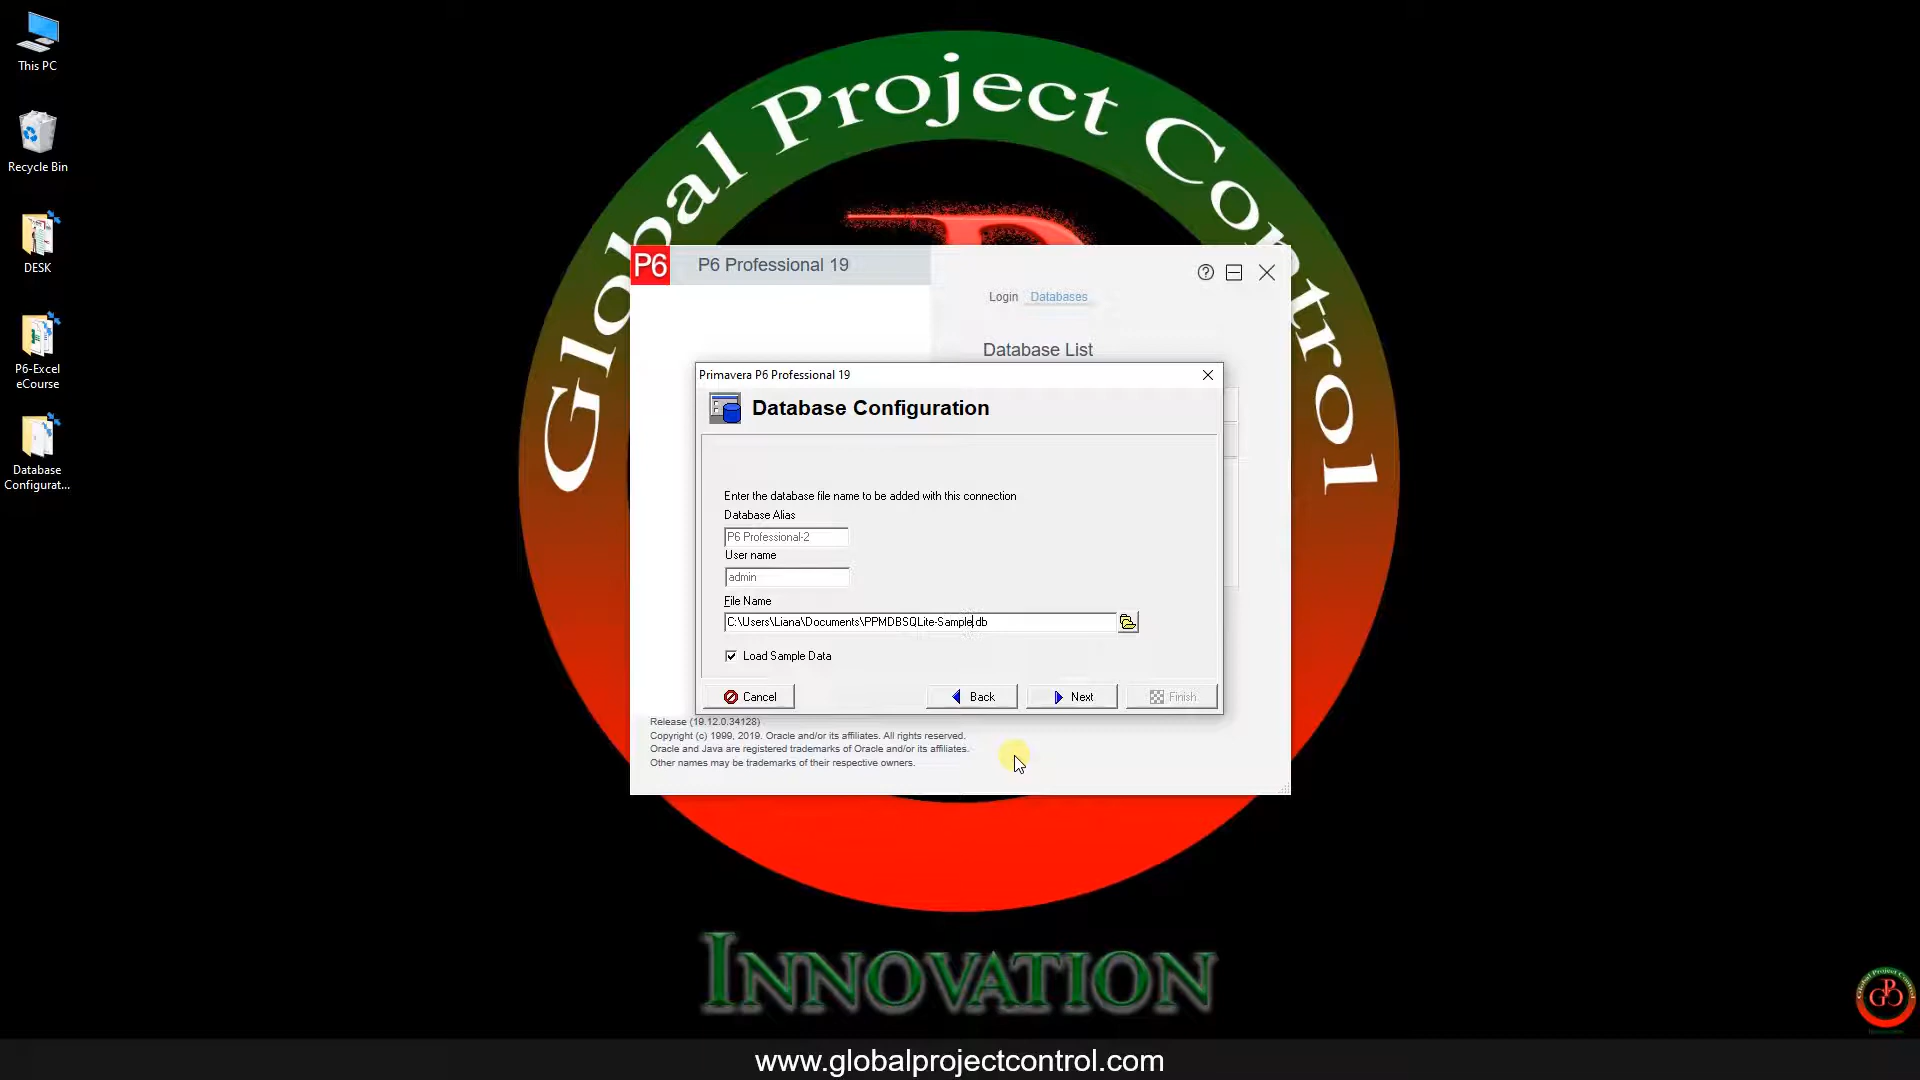 This PC
Recycle Bin
DESK
P6-Excel
eCourse
Database
Configurat...
Global Project Control
P6
P6 Professional 19
Login
Databases
Database List
Primavera P6 Professional 19
Database Configuration
Enter the database file name to be added with this connection
Database Alias
P6 Professional-2
User name
admin
File Name
C:\Users\Liana\Documents\PPMDBSQLite-Sample.db
Load Sample Data
Cancel
Back
Next
Finish
Release (19.12.0.34128)
Copyright (c) 1999, 2019. Oracle and/or its affiliates. All rights reserved.
Oracle and Java are registered trademarks of Oracle and/or its affiliates.
Other names may be trademarks of their respective owners.
INNOVATION
Global Project Control
GPC
www.globalprojectcontrol.com